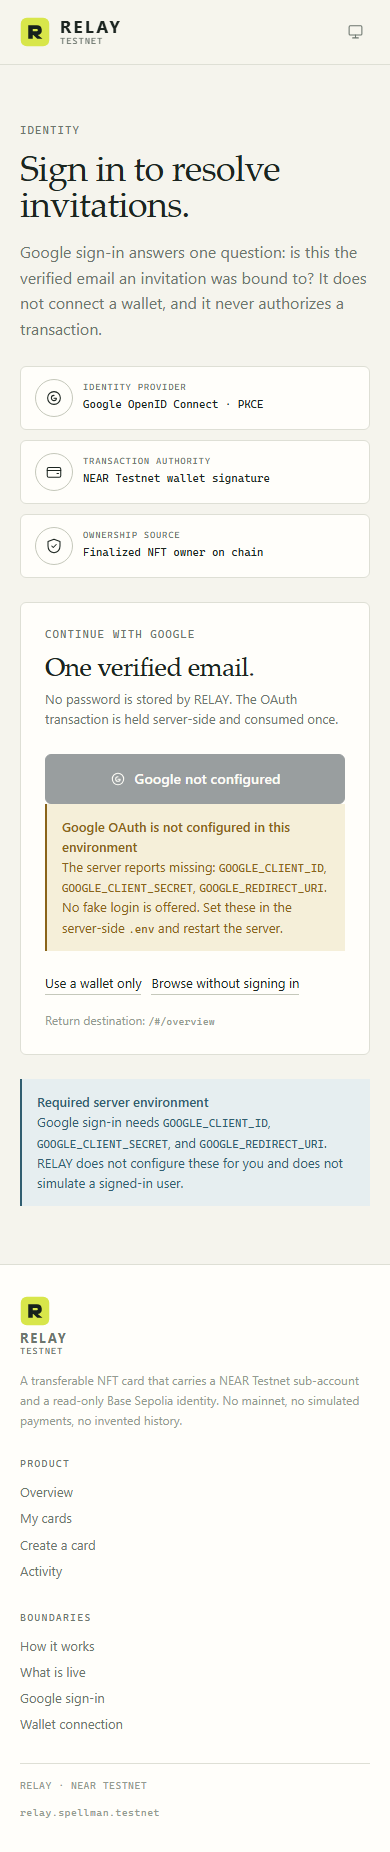 RELAY
TESTNET
IDENTITY
Sign in to resolve
invitations.
Google sign-in answers one question: is this the
verified email an invitation was bound to? It does
not connect a wallet, and it never authorizes a
transaction.
IDENTITY PROVIDER
Google OpenID Connect · PKCE
TRANSACTION AUTHORITY
NEAR Testnet wallet signature
OWNERSHIP SOURCE
Finalized NFT owner on chain
CONTINUE WITH GOOGLE
One verified email.
No password is stored by RELAY. The OAuth
transaction is held server-side and consumed once.
Google not configured
Google OAuth is not configured in this
environment
The server reports missing: GOOGLE_CLIENT_ID,
GOOGLE_CLIENT_SECRET, GOOGLE_REDIRECT_URI.
No fake login is offered. Set these in the
server-side .env and restart the server.
Use a wallet only Browse without signing in
Return destination: /#/overview
Required server environment
Google sign-in needs GOOGLE_CLIENT_ID,
GOOGLE_CLIENT_SECRET, and GOOGLE_REDIRECT_URI.
RELAY does not configure these for you and does not
simulate a signed-in user.
RELAY
TESTNET
A transferable NFT card that carries a NEAR Testnet sub-account
and a read-only Base Sepolia identity. No mainnet, no simulated
payments, no invented history.
PRODUCT
Overview
My cards
Create a card
Activity
BOUNDARIES
How it works
What is live
Google sign-in
Wallet connection
RELAY · NEAR TESTNET
relay.spellman.testnet